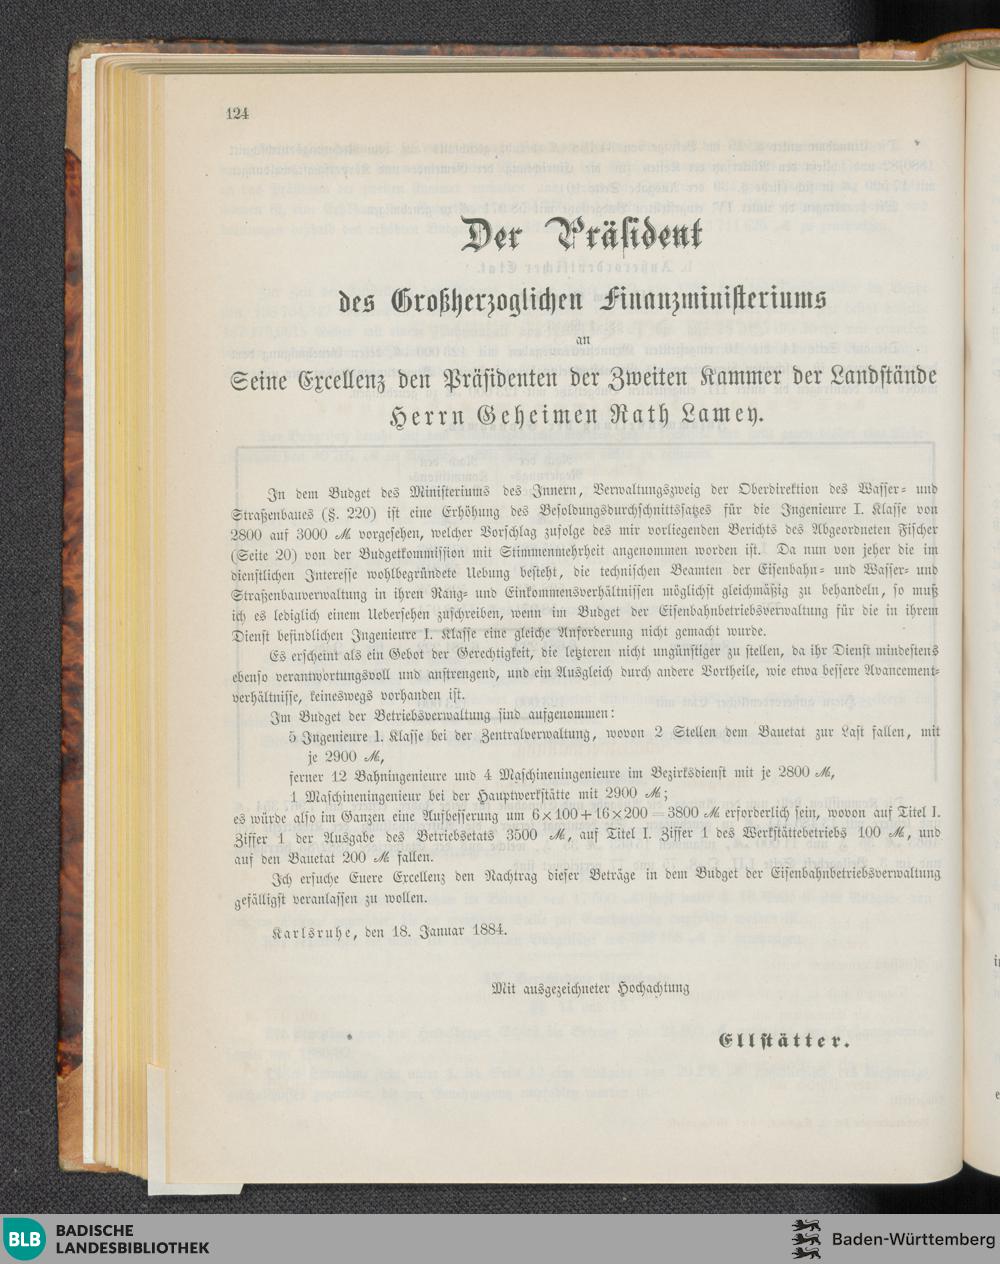 124
Der Präsident
des Großherzoglichen Finanzministeriums
an
Seine Excellenz den Präsidenten der Zweiten Kammer der Landstände
Herrn Geheimen Rath Lamey.
In dem Budget des Ministeriums des Innern, Verwaltungszweig der Oberdirektion des Wasser- und
Straßenbaues (§. 220) ist eine Erhöhung des Besoldungsdurchschnittssatzes für die Ingenieure I. Klasse von
2800 auf 3000 ℳ vorgesehen, welcher Vorschlag zufolge des mir vorliegenden Berichts des Abgeordneten Fischer
(Seite 20) von der Budgetkommission mit Stimmenmehrheit angenommen worden ist. Da nun von jeher die im
dienstlichen Interesse wohlbegründete Uebung besteht, die technischen Beamten der Eisenbahn- und Wasser- und
Straßenbauverwaltung in ihren Rang- und Einkommensverhältnissen möglichst gleichmäßig zu behandeln, so muß
ich es lediglich einem Uebersehen zuschreiben, wenn im Budget der Eisenbahnbetriebsverwaltung für die in ihrem
Dienst befindlichen Ingenieure I. Klasse eine gleiche Anforderung nicht gemacht wurde.
Es erscheint als ein Gebot der Gerechtigkeit, die letzteren nicht ungünstiger zu stellen, da ihr Dienst mindestens
ebenso verantwortungsvoll und anstrengend, und ein Ausgleich durch andere Vortheile, wie etwa bessere Avancement-
verhältnisse, keineswegs vorhanden ist.
Im Budget der Betriebsverwaltung sind aufgenommen:
5 Ingenieure 1. Klasse bei der Zentralverwaltung, wovon 2 Stellen dem Bauetat zur Last fallen, mit
je 2900 ℳ,
ferner 12 Bahningenieure und 4 Maschineningenieure im Bezirksdienst mit je 2800 ℳ,
1 Maschineningenieur bei der Hauptwerkstätte mit 2900 ℳ;
es würde also im Ganzen eine Aufbesserung um 6×100+16×200=3800 ℳ erforderlich sein, wovon auf Titel I.
Ziffer 1 der Ausgabe des Betriebsetats 3500 ℳ, auf Titel I. Ziffer 1 des Werkstättebetriebs 100 ℳ, und
auf den Bauetat 200 ℳ fallen.
Ich ersuche Euere Excellenz den Nachtrag dieser Beträge in dem Budget der Eisenbahnbetriebsverwaltung
gefälligst veranlassen zu wollen.
Karlsruhe, den 18. Januar 1884.
Mit ausgezeichneter Hochachtung
Ellstätter.
BLB BADISCHE
LANDESBIBLIOTHEK
Baden-Württemberg